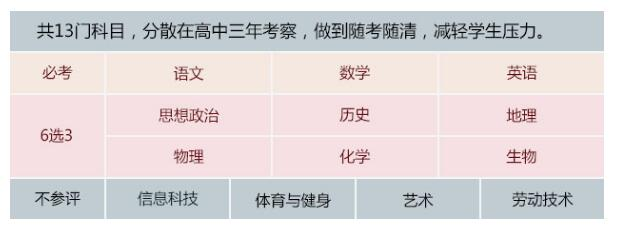 共13门科目，分散在高中三年考察，做到随考随清，减轻学生压力。
必考 语文 数学 英语
思想政治 历史 地理
6选3
物理 化学 生物
不参评 信息科技 体育与健身 艺术 劳动技术